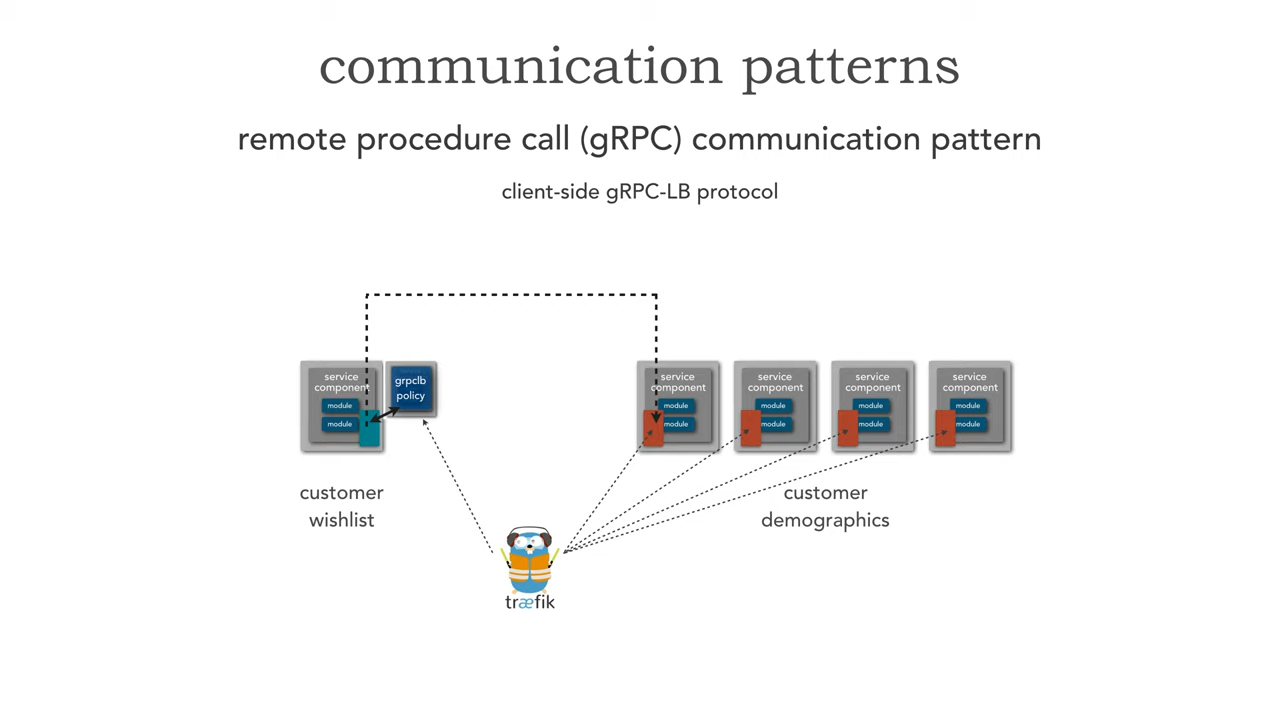 communication patterns
remote procedure call (gRPC) communication pattern
client-side gRPC-LB protocol
service
component
module
module
grpclb
policy
service
component
module
module
service
component
module
module
service
component
module
module
service
component
module
module
customer
wishlist
customer
demographics
træfik